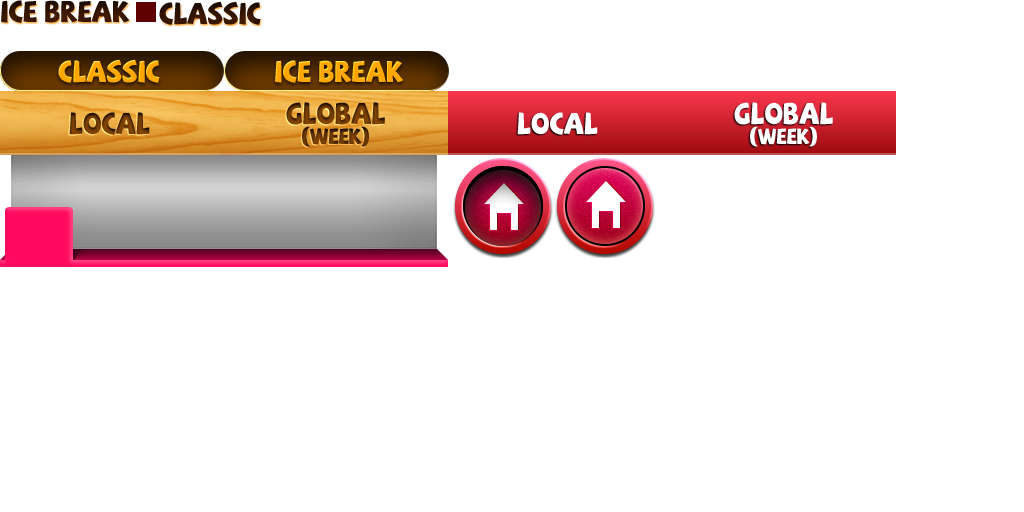 ICE BREAK
CLASSIC
CLASSIC
ICE BREAK
LOCAL
GLOBAL
(WEEK)
LOCAL
GLOBAL
(WEEK)